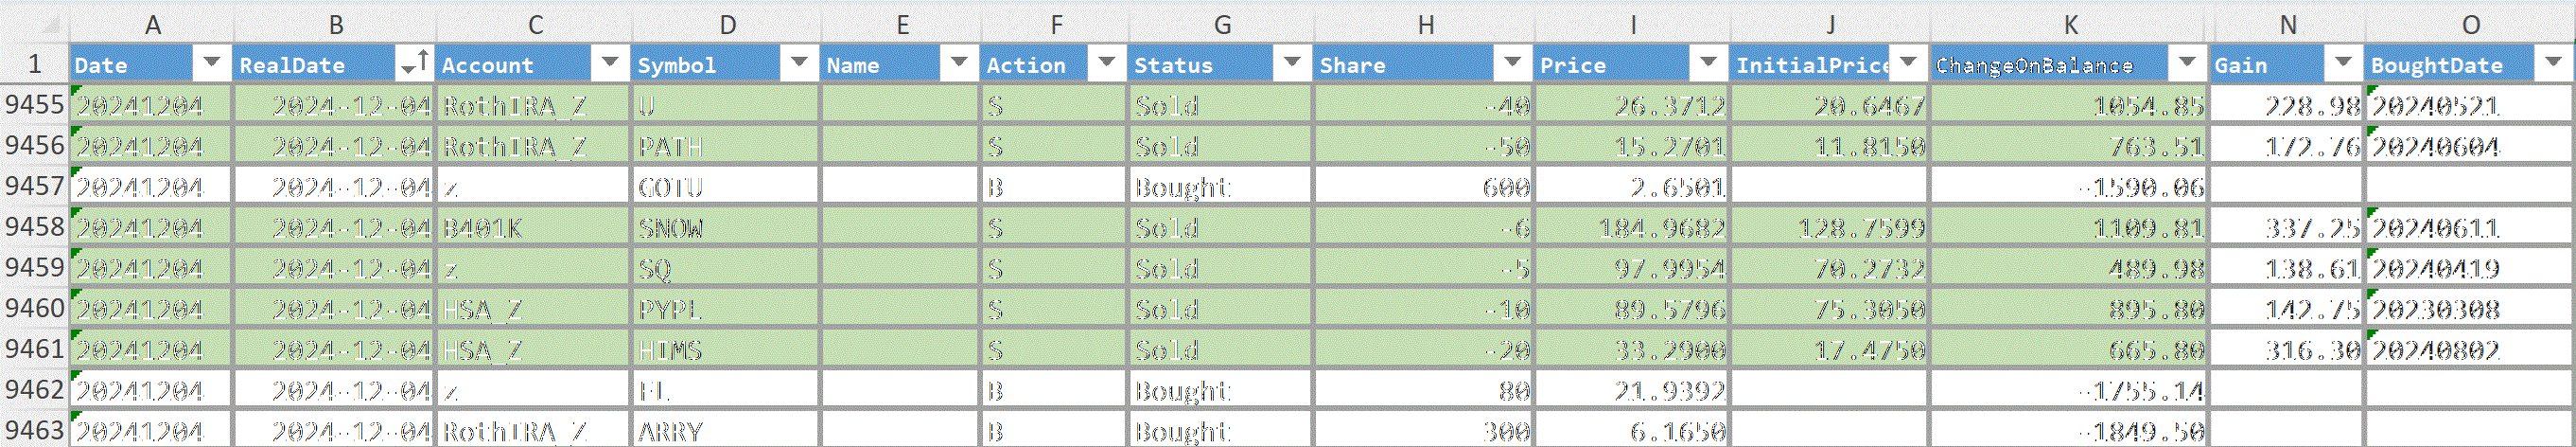 A B C D E F G H I J K N O
1 Date RealDate Account Symbol Name Action Status Share Price InitialPrice ChangeOnBalance Gain BoughtDate
9455 20241204 2024-12-04 RothIRA_Z U S Sold -40 26.3712 20.6467 1054.85 228.98 20240521
9456 20241204 2024-12-04 RothIRA_Z PATH S Sold -50 15.2701 11.8150 763.51 172.76 20240604
9457 20241204 2024-12-04 z GOTU B Bought 600 2.6501 -1590.06
9458 20241204 2024-12-04 B401K SNOW S Sold -6 184.9682 128.7599 1109.81 337.25 20240611
9459 20241204 2024-12-04 z SQ S Sold -5 97.9954 70.2732 489.98 138.61 20240419
9460 20241204 2024-12-04 HSA_Z PYPL S Sold -10 89.5796 75.3050 895.80 142.75 20230308
9461 20241204 2024-12-04 HSA_Z HIMS S Sold -20 33.2900 17.4750 665.80 316.30 20240802
9462 20241204 2024-12-04 z FL B Bought 80 21.9392 -1755.14
9463 20241204 2024-12-04 RothIRA_Z ARRY B Bought 300 6.1650 -1849.50